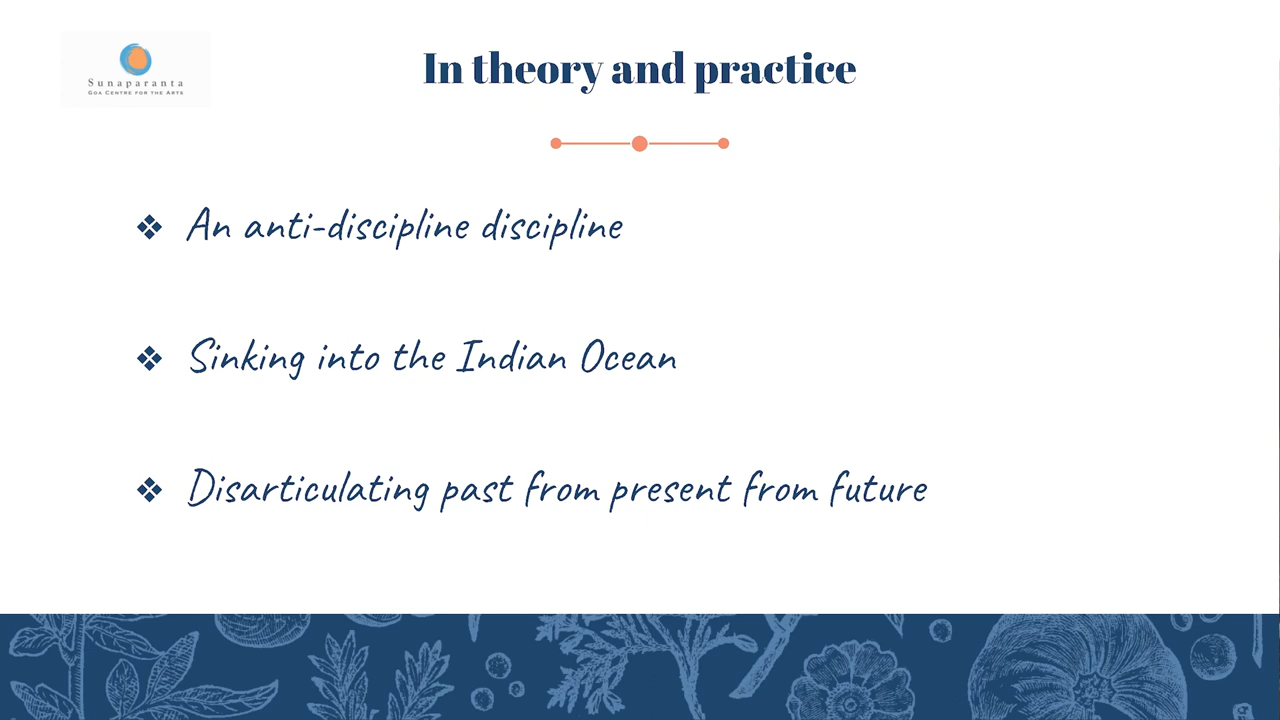 Sunaparanta
Goa Centre for the Arts
In theory and practice
❖ An anti-discipline discipline
❖ Sinking into the Indian Ocean
❖ Disarticulating past from present from future